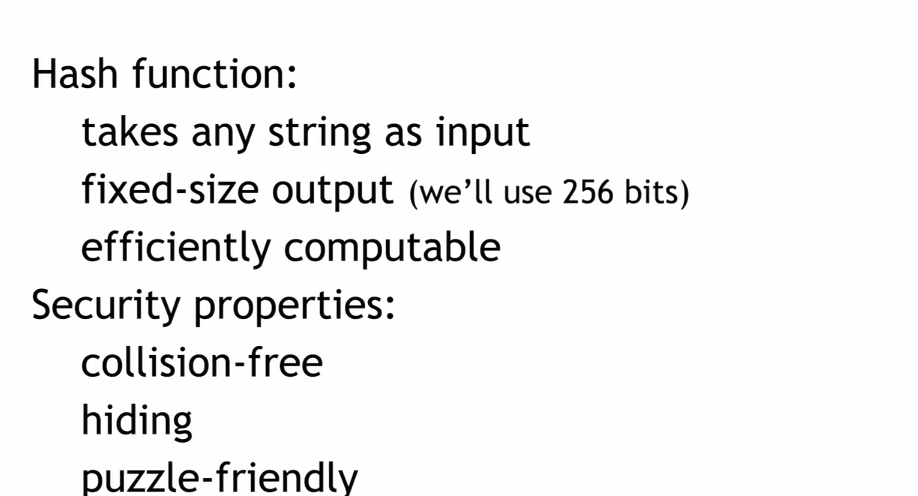 Hash function:
takes any string as input
fixed-size output (we’ll use 256 bits)
efficiently computable
Security properties:
collision-free
hiding
puzzle-friendly